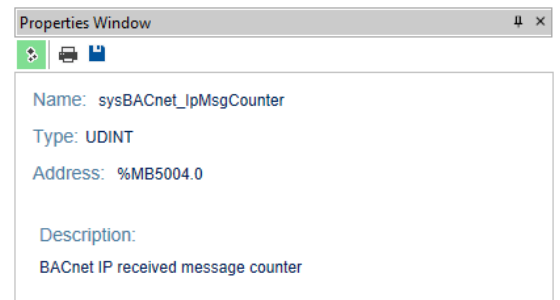 Properties Window
Name: sysBACnet_IpMsgCounter
Type: UDINT
Address: %MB5004.0
Description:
BACnet IP received message counter